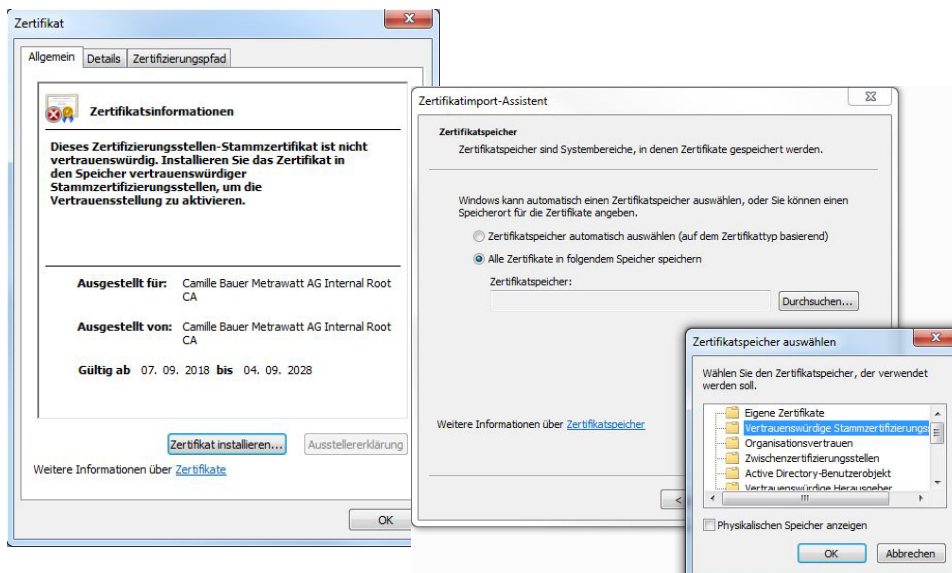 Zertifikat
Allgemein Details Zertifizierungspfad
Zertifikatsinformationen
Dieses Zertifizierungsstellen-Stammzertifikat ist nicht
vertrauenswürdig. Installieren Sie das Zertifikat in
den Speicher vertrauenswürdiger
Stammzertifizierungsstellen, um die
Vertrauensstellung zu aktivieren.
Ausgestellt für: Camille Bauer Metrawatt AG Internal Root
CA
Ausgestellt von: Camille Bauer Metrawatt AG Internal Root
CA
Gültig ab 07. 09. 2018 bis 04. 09. 2028
Zertifikat installieren... Ausstellererklärung
Weitere Informationen über Zertifikate
OK
Zertifikatimport-Assistent
Zertifikatspeicher
Zertifikatspeicher sind Systembereiche, in denen Zertifikate gespeichert werden.
Windows kann automatisch einen Zertifikatspeicher auswählen, oder Sie können einen
Speicherort für die Zertifikate angeben.
Zertifikatspeicher automatisch auswählen (auf dem Zertifikattyp basierend)
Alle Zertifikate in folgendem Speicher speichern
Zertifikatspeicher:
Durchsuchen...
Weitere Informationen über Zertifikatspeicher
<
Zertifikatspeicher auswählen
Wählen Sie den Zertifikatspeicher, der verwendet
werden soll.
Eigene Zertifikate
Vertrauenswürdige Stammzertifizierungs
Organisationsvertrauen
Zwischenzertifizierungsstellen
Active Directory-Benutzerobjekt
Vertrauenswürdige Herausgeber
Physikalischen Speicher anzeigen
OK Abbrechen